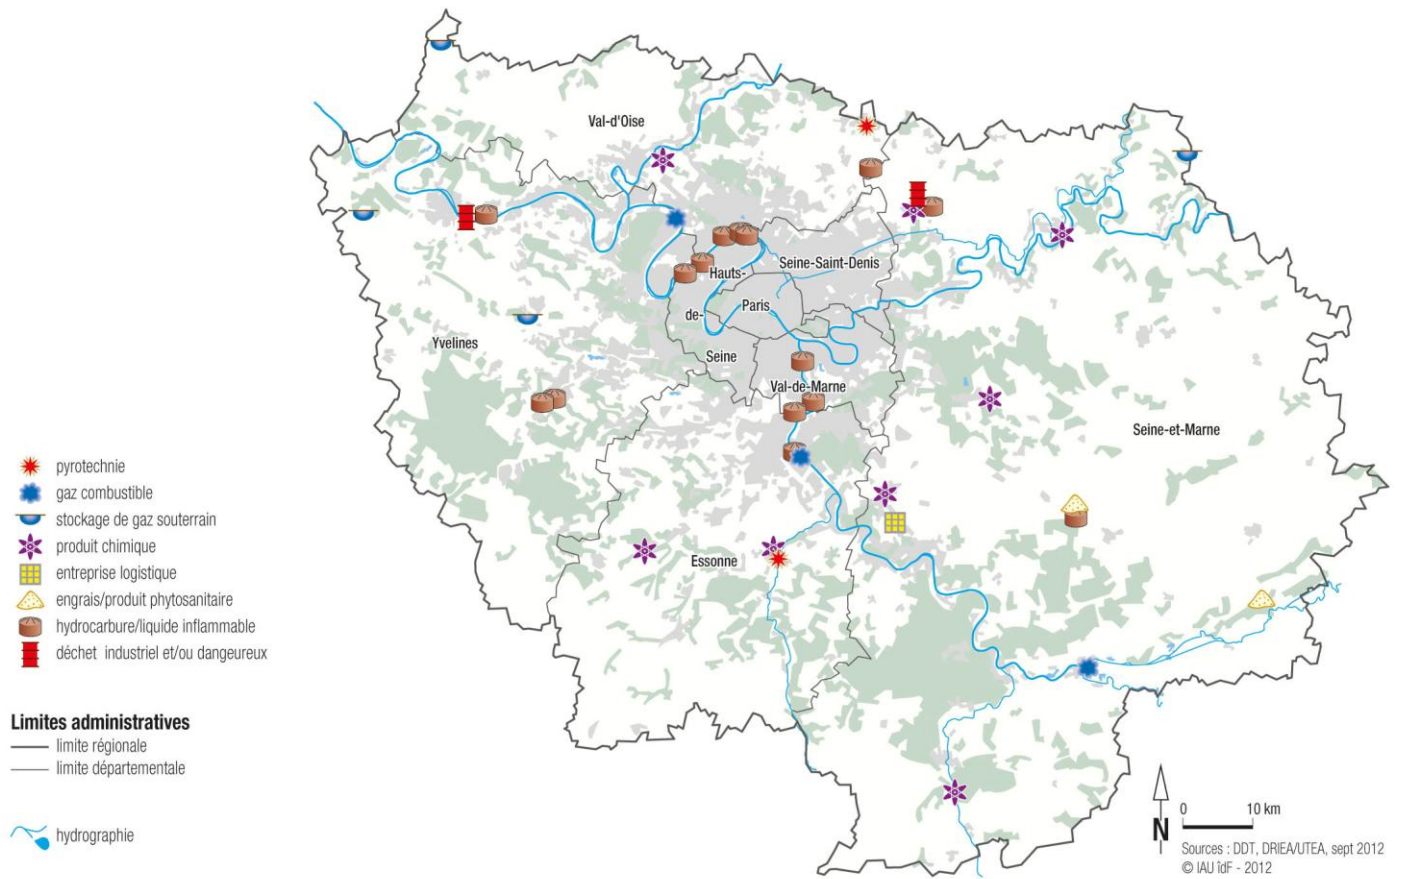 Val-d'Oise
Seine-Saint-Denis
Hauts-
Paris
de-
Yvelines
Seine
Val-de-Marne
Seine-et-Marne
Essonne
pyrotechnie
gaz combustible
stockage de gaz souterrain
produit chimique
entreprise logistique
engrais/produit phytosanitaire
hydrocarbure/liquide inflammable
déchet industriel et/ou dangeureux
Limites administratives
limite régionale
limite départementale
hydrographie
N
0 10 km
Sources : DDT, DRIEA/UTEA, sept 2012
© IAU îdF - 2012